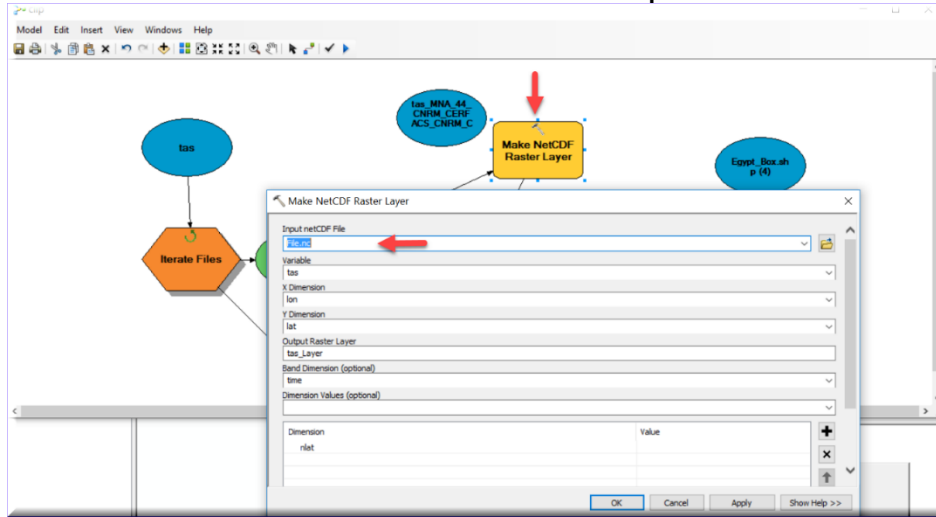 clip
Model Edit Insert View Windows Help
tas_MNA_44_
CNRM_CERF
ACS_CNRM_C
tas
Make NetCDF
Raster Layer
Egypt_Box.sh
p (4)
Iterate Files
Make NetCDF Raster Layer
Input netCDF File
File.nc
Variable
tas
X Dimension
lon
Y Dimension
lat
Output Raster Layer
tas_Layer
Band Dimension (optional)
time
Dimension Values (optional)
Dimension Value
nlat
OK Cancel Apply Show Help >>